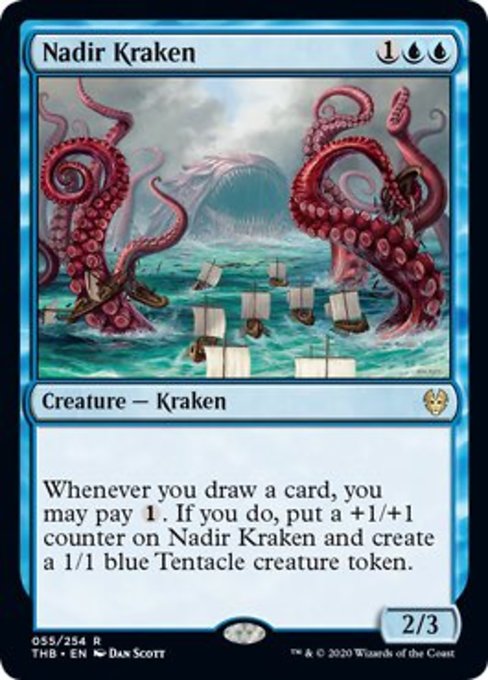 Nadir Kraken 1
Creature — Kraken
Whenever you draw a card, you
may pay 1. If you do, put a +1/+1
counter on Nadir Kraken and create
a 1/1 blue Tentacle creature token.
2/3
055/254 R
THB • EN Dan Scott
™ & © 2020 Wizards of the Coast